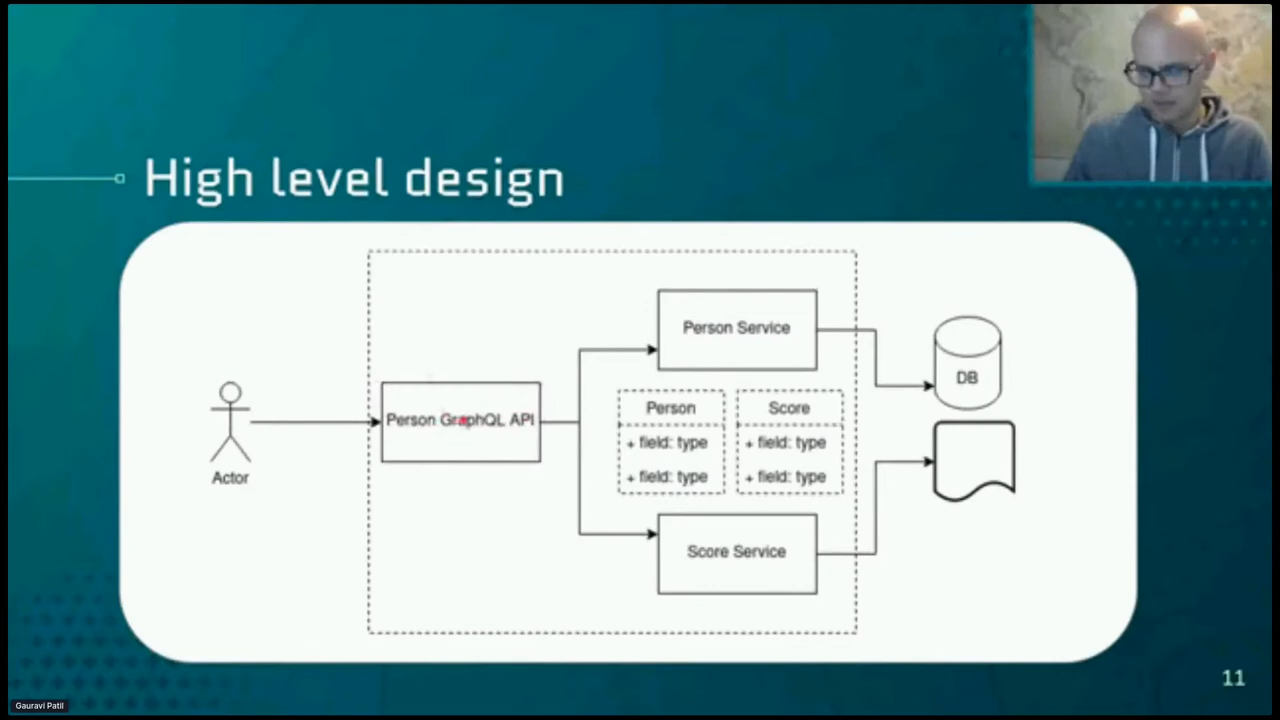 High level design
Person Service
DB
Person GraphQL API
Person
Score
+ field: type
+ field: type
+ field: type
+ field: type
Actor
Score Service
11
Gauravi Patil